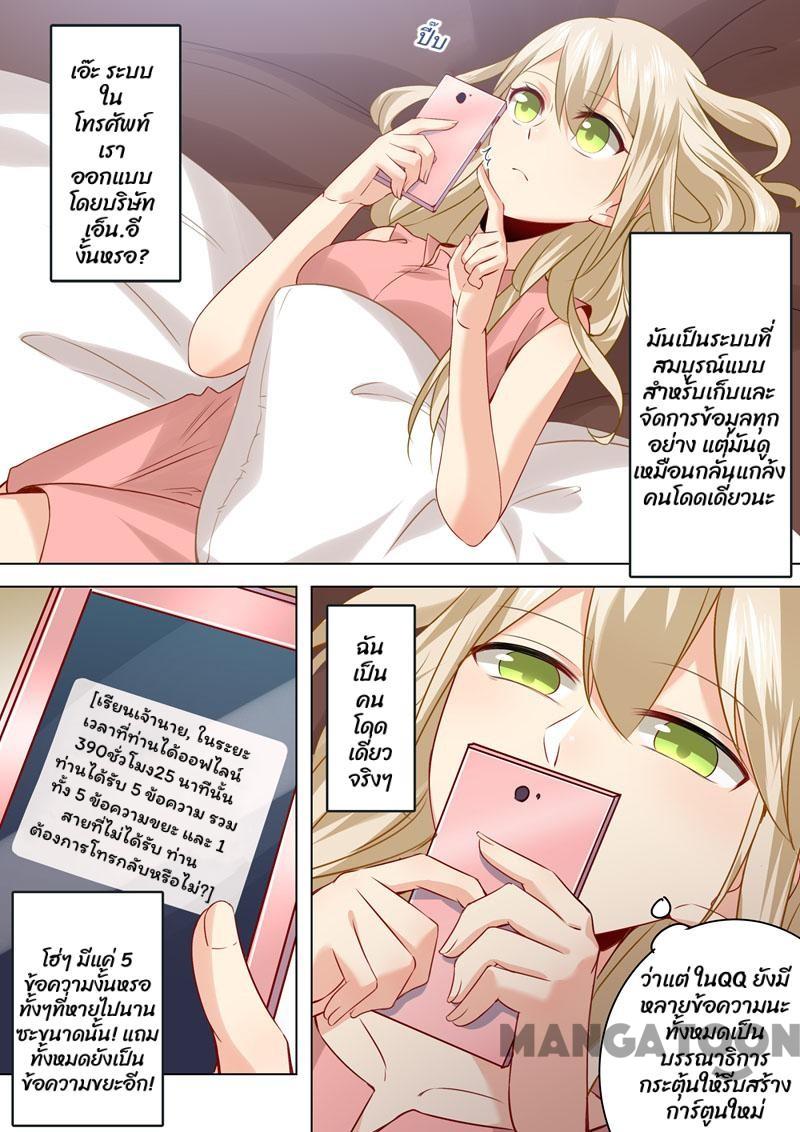 ปี๊บ
เอ๊ะ ระบบ
ใน
โทรศัพท์
เรา
ออกแบบ
โดยบริษัท
เอ็น.อี
งั้นหรอ?
มันเป็นระบบที่
สมบูรณ์แบบ
สำหรับเก็บและ
จัดการข้อมูลทุก
อย่าง แต่มันดู
เหมือนกลั่นแกล้ง
คนโดดเดี่ยวนะ
[เรียนเจ้านาย, ในระยะ
เวลาที่ท่านได้ออฟไลน์
390ชั่วโมง25 นาทีนั้น
ท่านได้รับ 5 ข้อความ รวม
ทั้ง 5 ข้อความขยะ และ 1
สายที่ไม่ได้รับ ท่าน
ต้องการโทรกลับหรือไม่?]
โฮ่ๆ มีแค่ 5
ข้อความงั้นหรอ
ทั้งๆที่หายไปนาน
ซะขนาดนั้น! แถม
ทั้งหมดยังเป็น
ข้อความขยะอีก!
ฉัน
เป็น
คน
โดด
เดี่ยว
จริงๆ
ว่าแต่ ในQQ ยังมี
หลายข้อความนะ
ทั้งหมดเป็น
บรรณาธิการ
กระตุ้นให้รีบสร้าง
การ์ตูนใหม่
MANGATOON